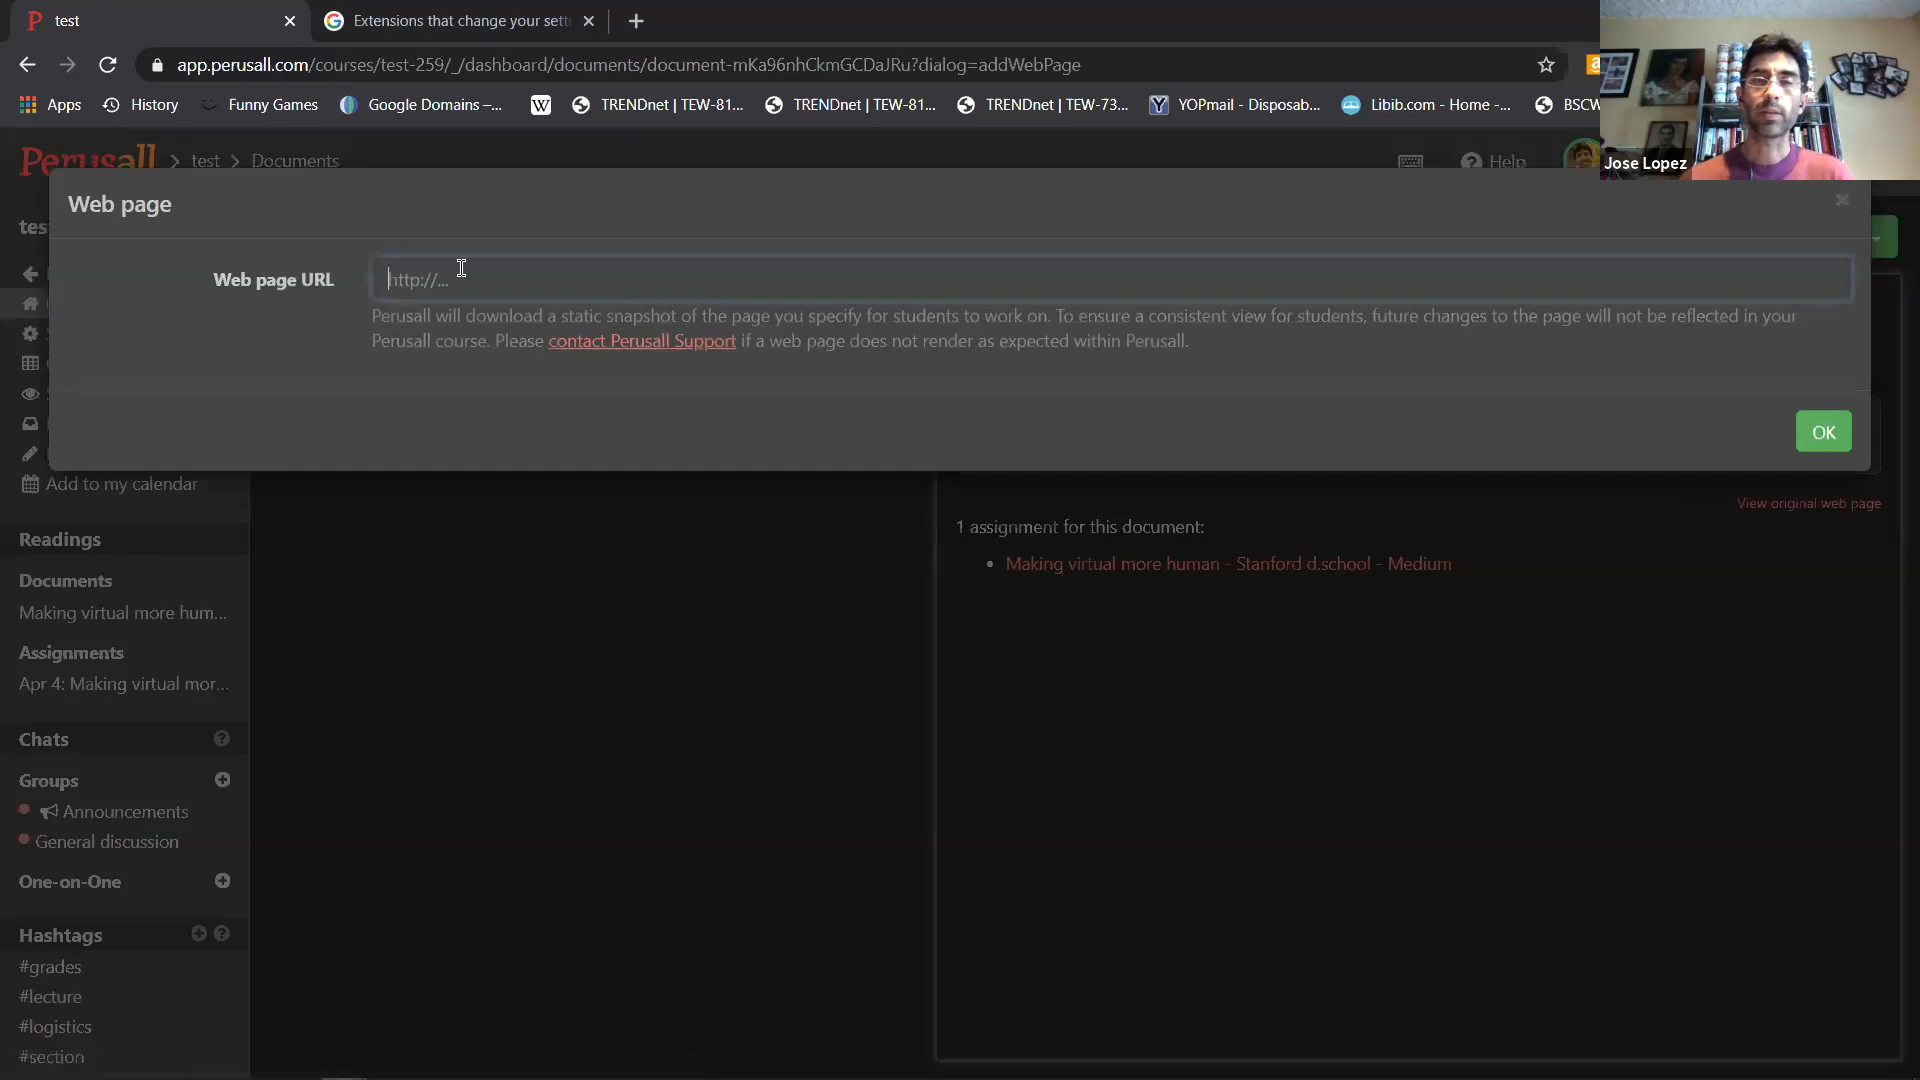 test
Extensions that change your setti
app.perusall.com/courses/test-259/_/dashboard/documents/document-mKa96nhCkmGCDaJRu?dialog=addWebPage
Apps
History
Funny Games
Google Domains –...
W
TRENDnet | TEW-81...
TRENDnet | TEW-81...
TRENDnet | TEW-73...
YOPmail - Disposab...
Libib.com - Home -...
BSCW
Jose Lopez
Perusall
test
Documents
Help
Web page
Web page URL
http://...
Perusall will download a static snapshot of the page you specify for students to work on. To ensure a consistent view for students, future changes to the page will not be reflected in your
Perusall course. Please contact Perusall Support if a web page does not render as expected within Perusall.
OK
Add to my calendar
View original web page
1 assignment for this document:
Making virtual more human - Stanford d.school - Medium
Readings
Documents
Making virtual more hum...
Assignments
Apr 4: Making virtual mor...
Chats
Groups
Announcements
General discussion
One-on-One
Hashtags
#grades
#lecture
#logistics
#section